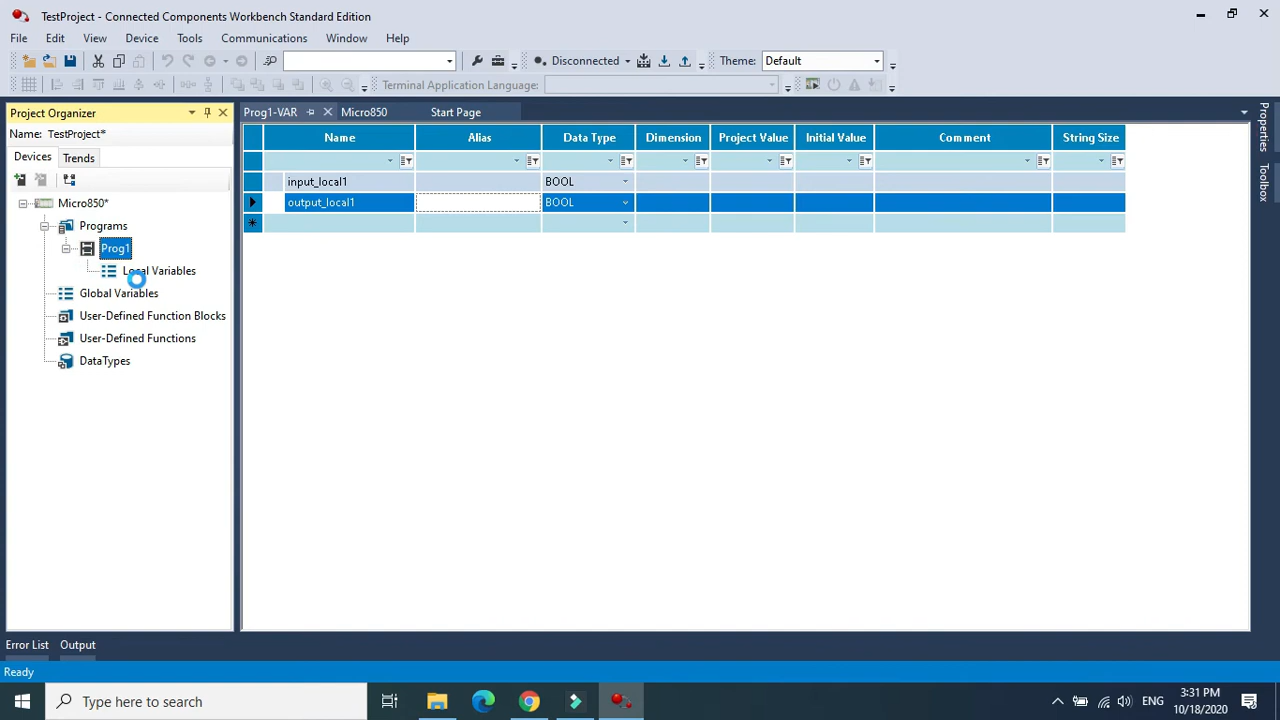 TestProject - Connected Components Workbench Standard Edition
File Edit View Device Tools Communications Window Help
Disconnected Theme: Default
Terminal Application Language:
Project Organizer
Name: TestProject*
Devices Trends
Micro850*
Programs
Prog1
Local Variables
Global Variables
User-Defined Function Blocks
User-Defined Functions
DataTypes
Prog1-VAR Micro850 Start Page
Name Alias Data Type Dimension Project Value Initial Value Comment String Size
input_local1 BOOL
output_local1 BOOL
Properties
Toolbox
Error List Output
Ready
Type here to search
ENG
3:31 PM
10/18/2020